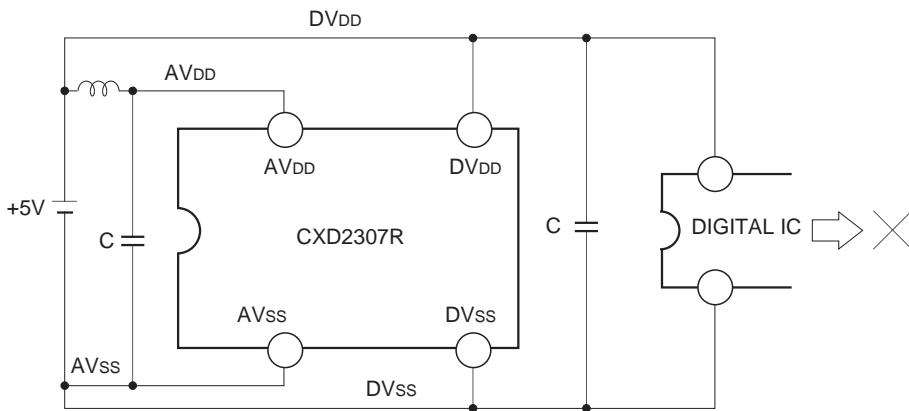 DVDD
AVDD
AVDD
DVDD
+5V
C
CXD2307R
C
DIGITAL IC
AVSS
DVSS
AVSS
DVSS